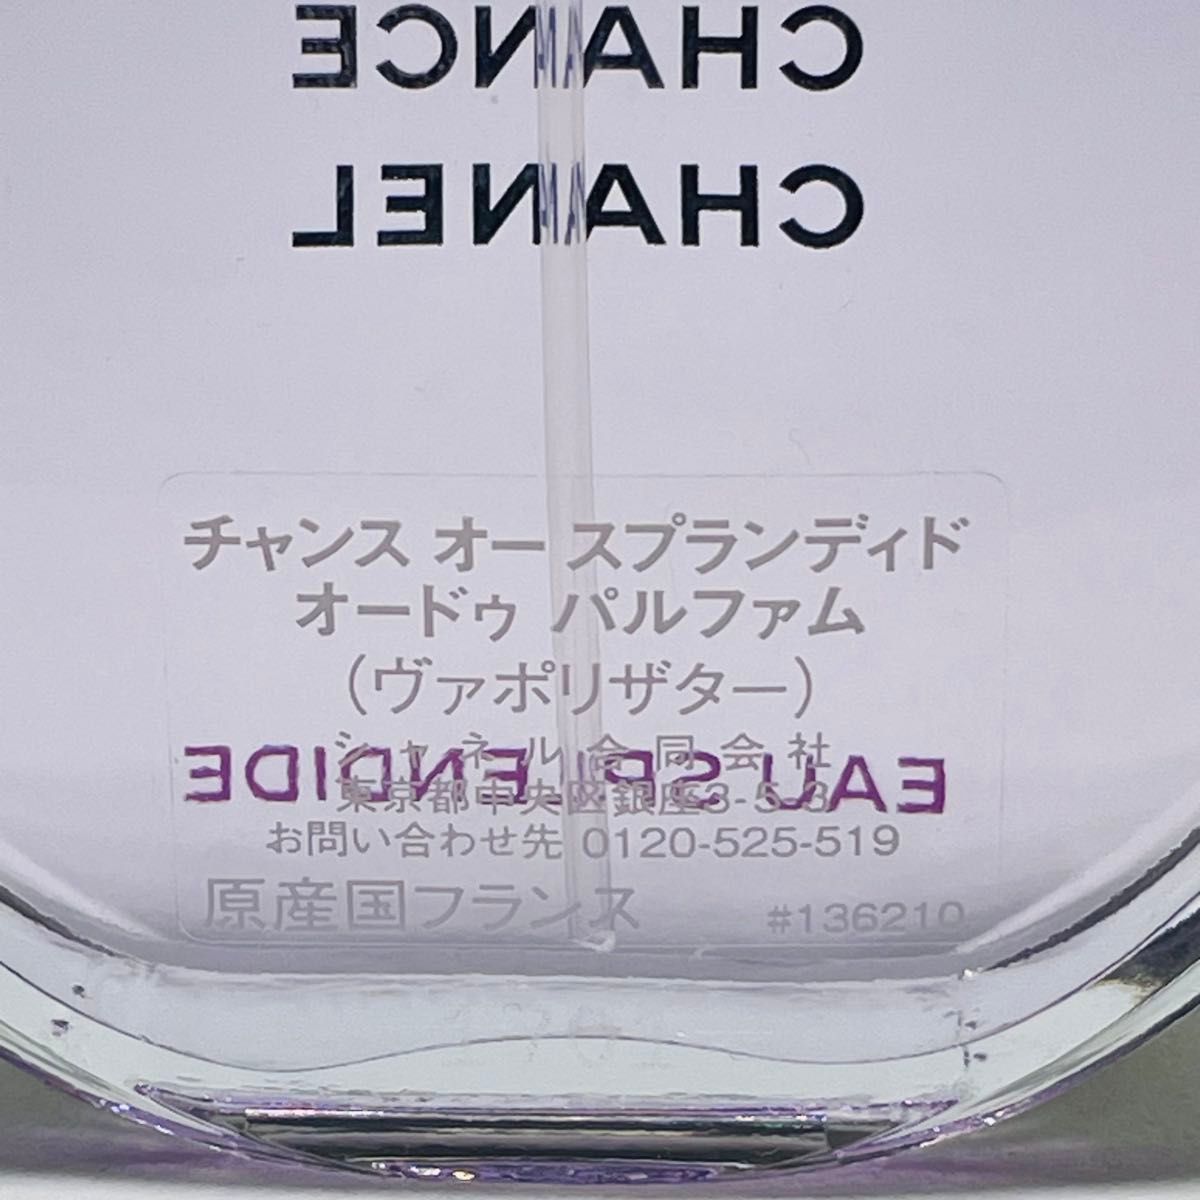 CHANCE
CHANEL
チャンス オー スプランディド
オードゥ パルファム
(ヴァポリザター)
シャネル合同会社
EAU SPLENDIDE
東京都中央区銀座3-5-3
お問い合わせ先 0120-525-519
原産国フランス #136210